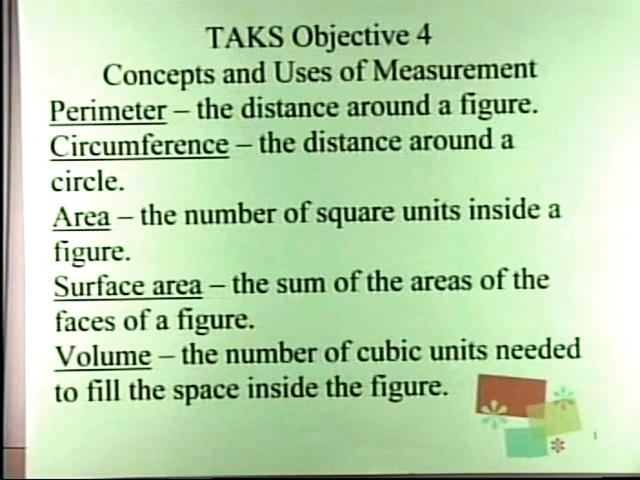 TAKS Objective 4
Concepts and Uses of Measurement
Perimeter – the distance around a figure.
Circumference – the distance around a
circle.
Area – the number of square units inside a
figure.
Surface area – the sum of the areas of the
faces of a figure.
Volume – the number of cubic units needed
to fill the space inside the figure.
1